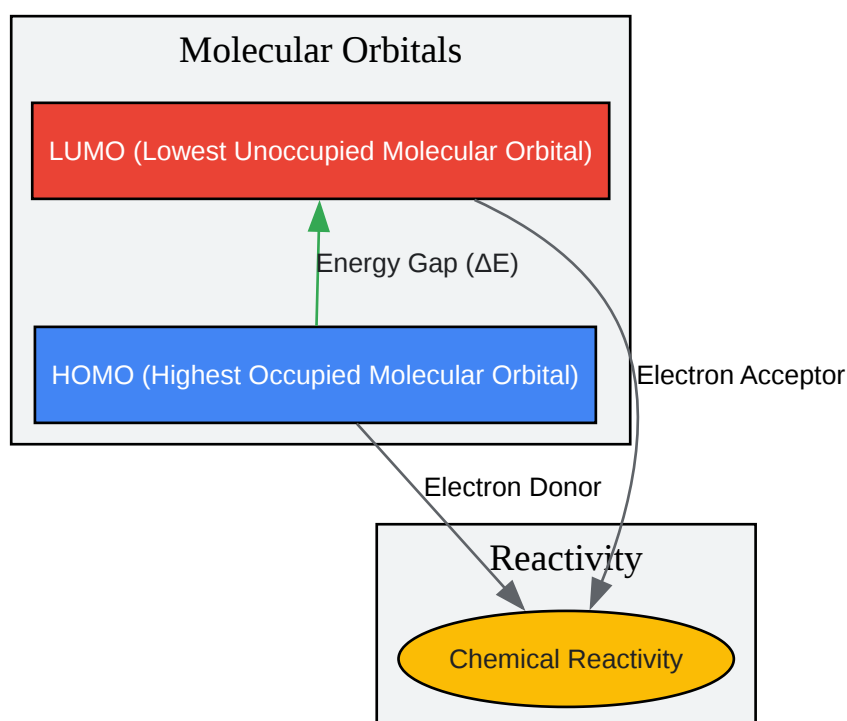 Molecular Orbitals
LUMO (Lowest Unoccupied Molecular Orbital)
Energy Gap (ΔE)
HOMO (Highest Occupied Molecular Orbital)
Electron Acceptor
Electron Donor
Reactivity
Chemical Reactivity